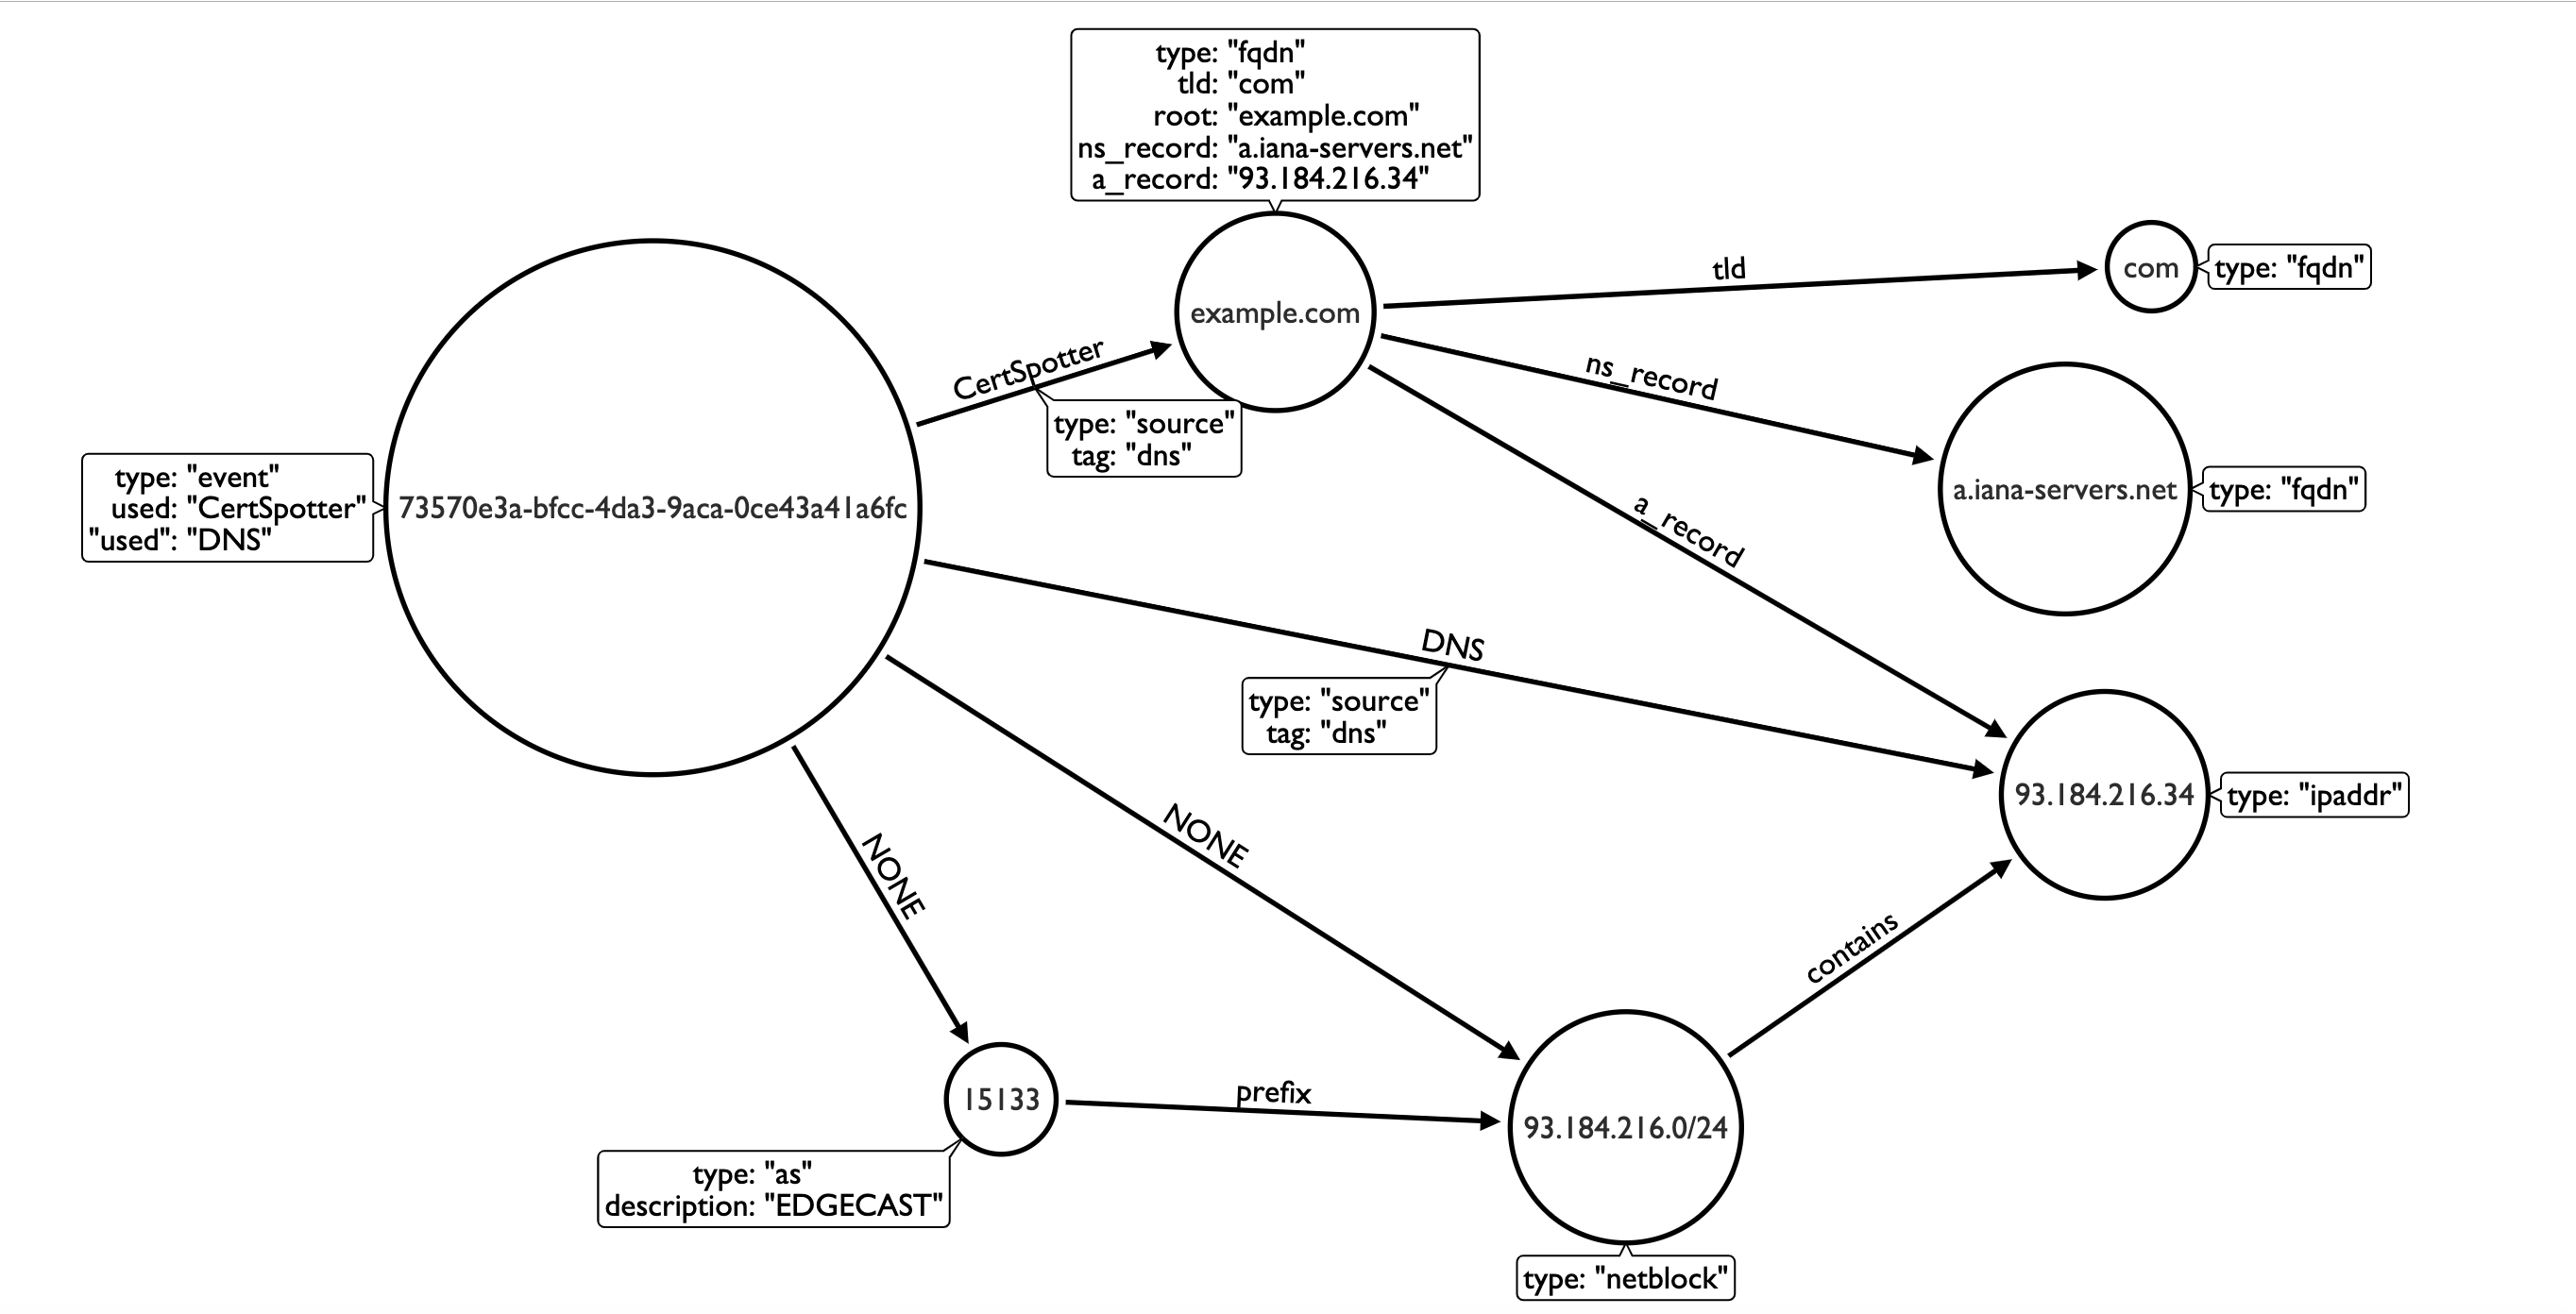 type: "fqdn"
tld: "com"
root: "example.com"
ns_record: "a.iana-servers.net"
a_record: "93.184.216.34"
example.com
tld
com
type: "fqdn"
CertSpotter
type: "source"
tag: "dns"
ns_record
a.iana-servers.net
type: "fqdn"
type: "event"
used: "CertSpotter"
"used": "DNS"
73570e3a-bfcc-4da3-9aca-0ce43a41a6fc
a_record
DNS
type: "source"
tag: "dns"
93.184.216.34
type: "ipaddr"
NONE
NONE
contains
15133
prefix
93.184.216.0/24
type: "as"
description: "EDGECAST"
type: "netblock"